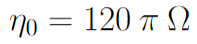 η₀ = 120 π Ω